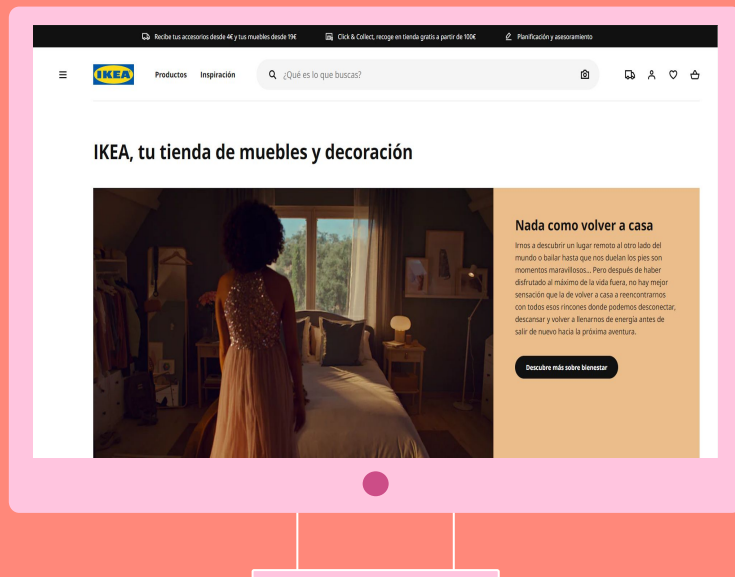 Recibe tus accesorios desde 4€ y tus muebles desde 19€
Click & Collect, recoge en tienda gratis a partir de 100€
Planificación y asesoramiento
IKEA
Productos
Inspiración
¿Qué es lo que buscas?
IKEA, tu tienda de muebles y decoración
Nada como volver a casa
Irnos a descubrir un lugar remoto al otro lado del
mundo o bailar hasta que nos duelan los pies son
momentos maravillosos... Pero después de haber
disfrutado al máximo de la vida fuera, no hay mejor
sensación que la de volver a casa a reencontrarnos
con todos esos rincones donde podemos desconectar,
descansar y volver a llenarnos de energía antes de
salir de nuevo hacia la próxima aventura.
Descubre más sobre bienestar